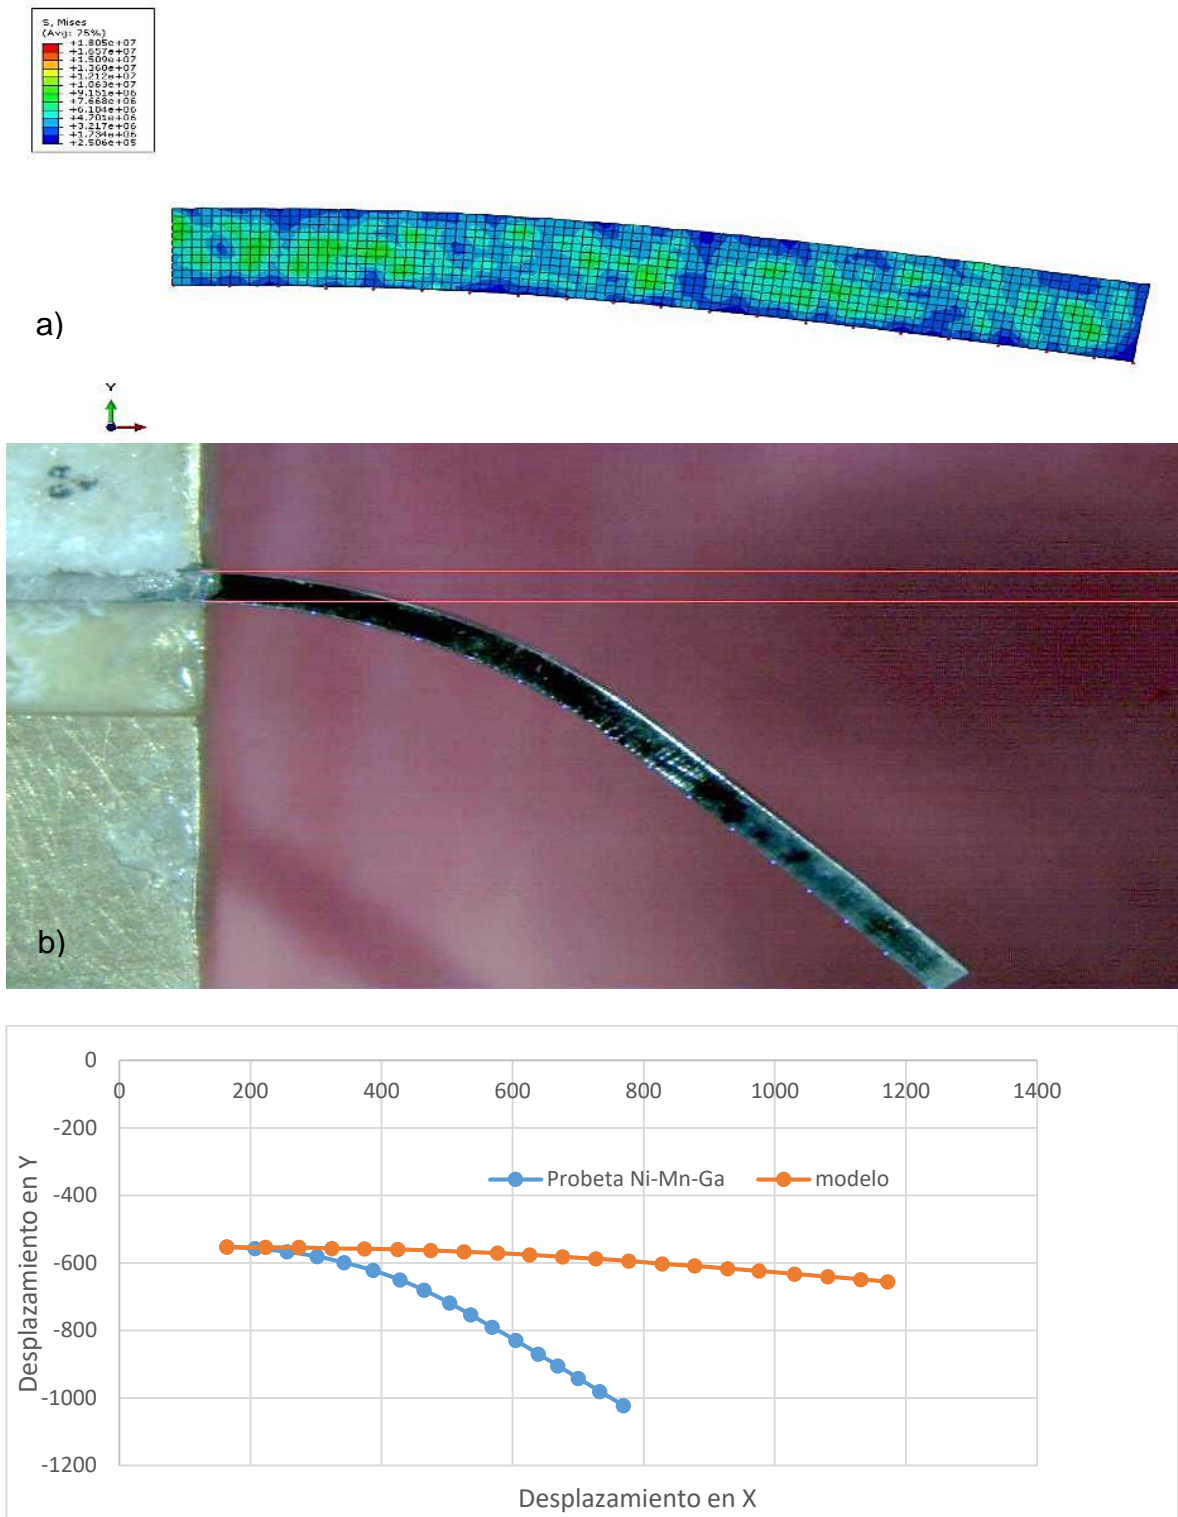 S, Mises
(Avg: 75%)
+1.805e+07
+1.657e+07
+1.509e+07
+1.360e+07
+1.212e+07
+1.063e+07
+9.151e+06
+7.668e+06
+6.184e+06
+4.701e+06
+3.217e+06
+1.734e+06
+2.506e+05
a)
Y
b)
0
0 200 400 600 800 1000 1200 1400
-200
Probeta Ni-Mn-Ga modelo
-400
-600
-800
-1000
-1200
Desplazamiento en Y
Desplazamiento en X